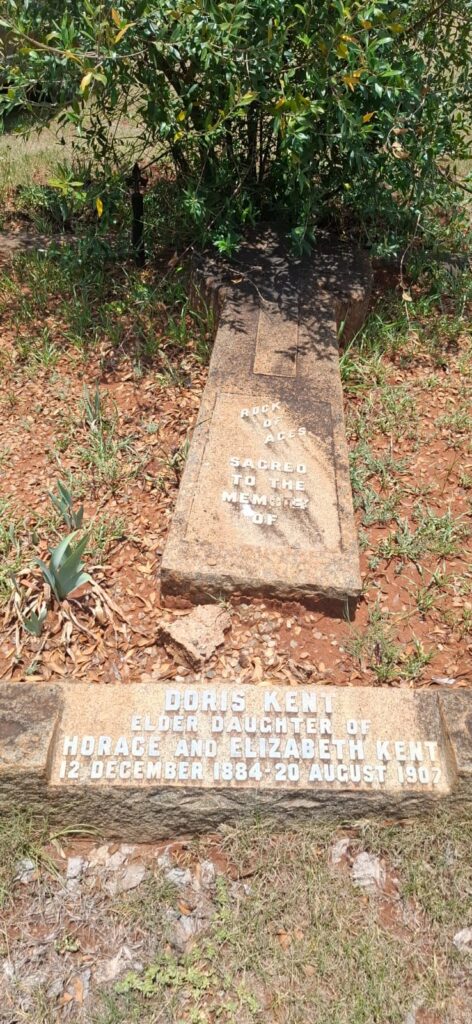 ROCK
OF
AGES
SACRED
TO THE
MEMORY
OF
DORIS KENT
ELDER DAUGHTER OF
HORACE AND ELIZABETH KENT
12 DECEMBER 1884-20 AUGUST 1907